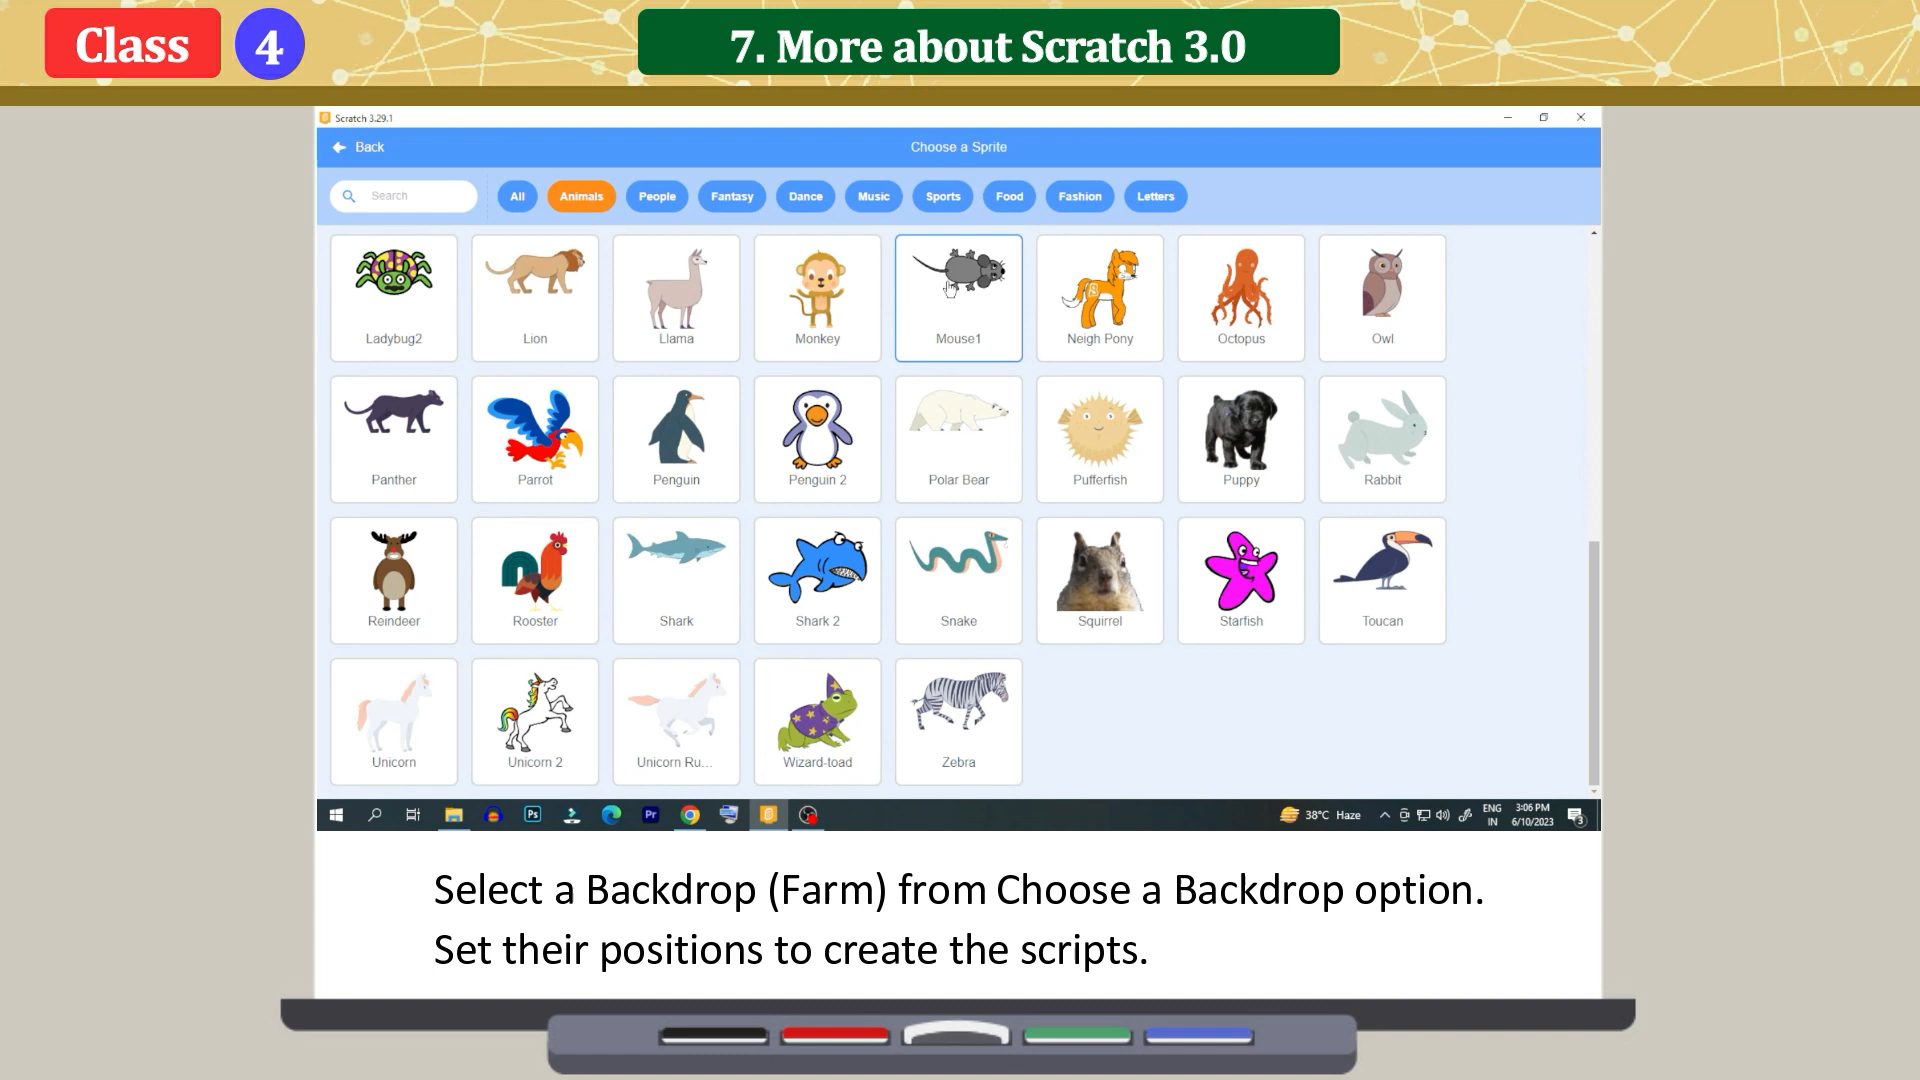 Class 4
7. More about Scratch 3.0
Scratch 3.29.1
Back
Choose a Sprite
Search
All Animals People Fantasy Dance Music Sports Food Fashion Letters
Ladybug2 Lion Llama Monkey Mouse1 Neigh Pony Octopus Owl
Panther Parrot Penguin Penguin 2 Polar Bear Pufferfish Puppy Rabbit
Reindeer Rooster Shark Shark 2 Snake Squirrel Starfish Toucan
Unicorn Unicorn 2 Unicorn Ru... Wizard-toad Zebra
Ps Pr 38°C Haze ENG 3:06 PM
IN 6/10/2023 3
Select a Backdrop (Farm) from Choose a Backdrop option.
Set their positions to create the scripts.